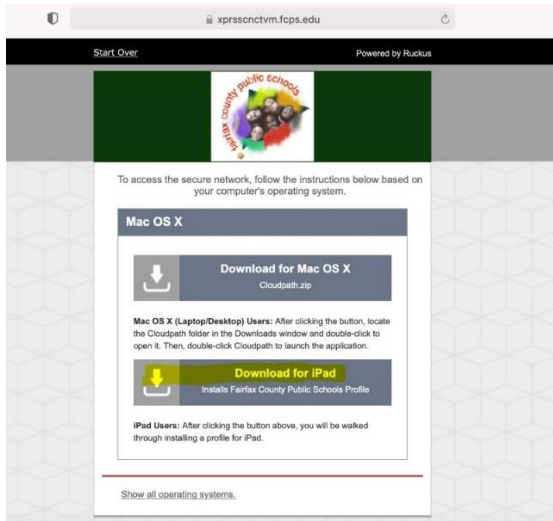 xprsscnctvm.fcps.edu
Start Over
Powered by Ruckus
fairfax county public schools
To access the secure network, follow the instructions below based on
your computer's operating system.
Mac OS X
Download for Mac OS X
Cloudpath.zip
Mac OS X (Laptop/Desktop) Users: After clicking the button, locate
the Cloudpath folder in the Downloads window and double-click to
open it. Then, double-click Cloudpath to launch the application.
Download for iPad
Installs Fairfax County Public Schools Profile
iPad Users: After clicking the button above, you will be walked
through installing a profile for iPad.
Show all operating systems.